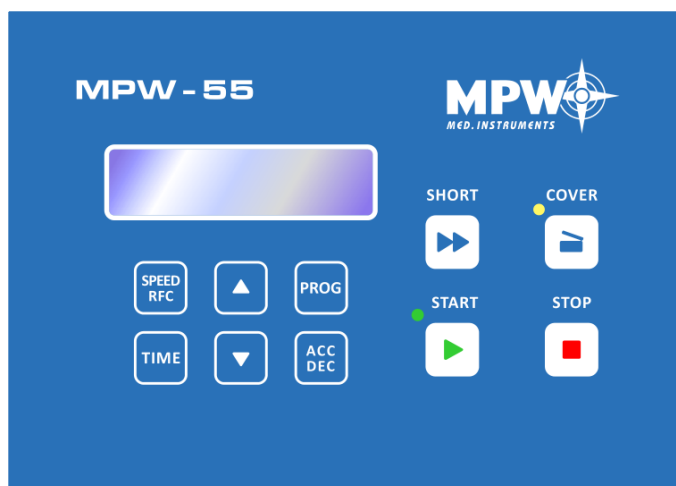 MPW - 55
MPW
MED. INSTRUMENTS
SHORT
COVER
SPEED
RFC
PROG
START
STOP
TIME
ACC
DEC